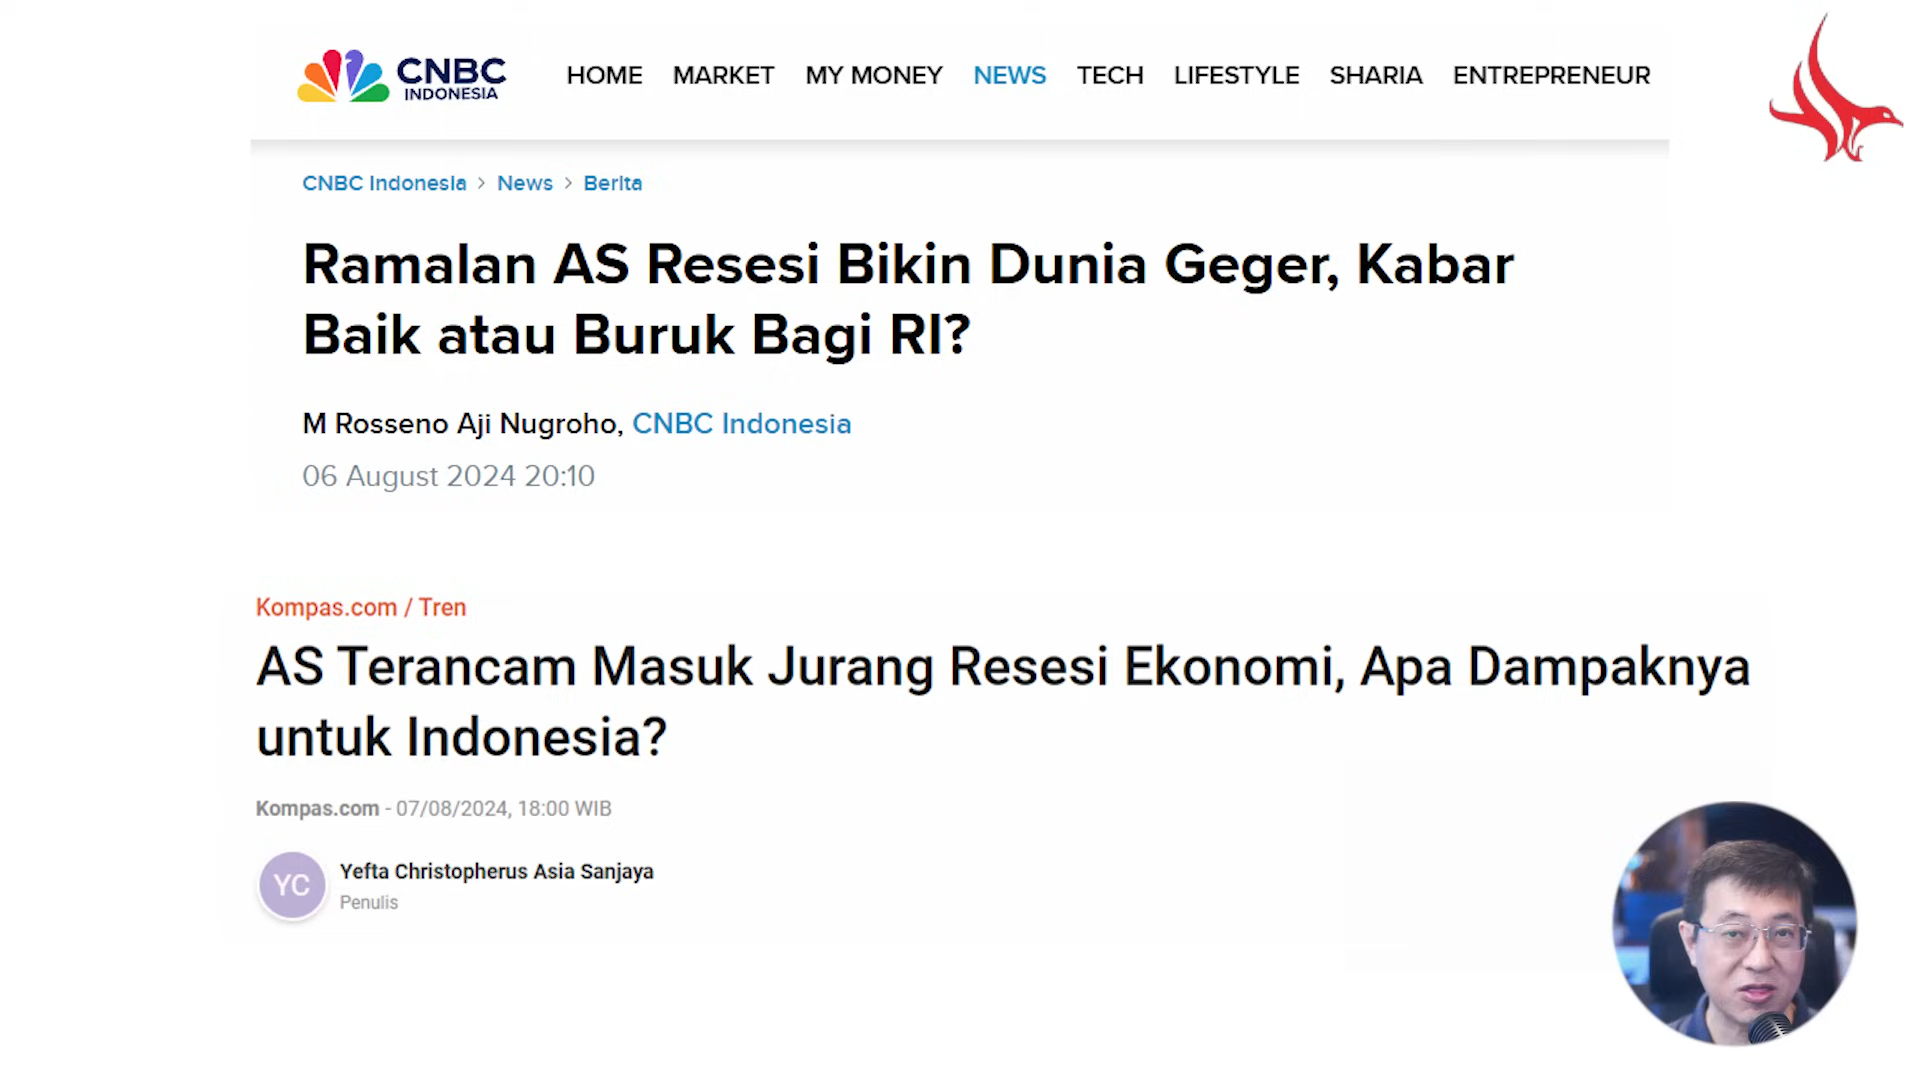 CNBC
INDONESIA
HOME MARKET MY MONEY NEWS TECH LIFESTYLE SHARIA ENTREPRENEUR
CNBC Indonesia > News > Berita
Ramalan AS Resesi Bikin Dunia Geger, Kabar
Baik atau Buruk Bagi RI?
M Rosseno Aji Nugroho, CNBC Indonesia
06 August 2024 20:10
Kompas.com / Tren
AS Terancam Masuk Jurang Resesi Ekonomi, Apa Dampaknya
untuk Indonesia?
Kompas.com - 07/08/2024, 18:00 WIB
YC
Yefta Christopherus Asia Sanjaya
Penulis